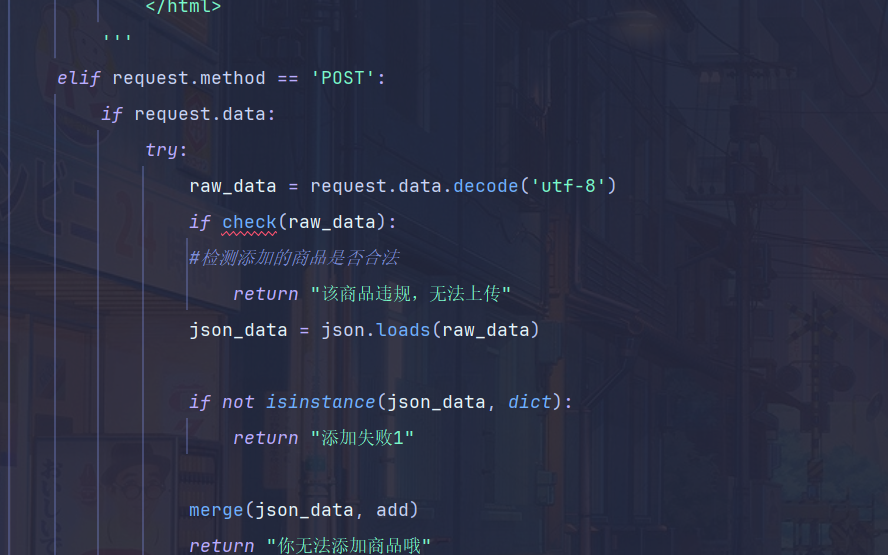 </html>
'''
elif request.method == 'POST':
if request.data:
try:
raw_data = request.data.decode('utf-8')
if check(raw_data):
#检测添加的商品是否合法
return "该商品违规，无法上传"
json_data = json.loads(raw_data)
if not isinstance(json_data, dict):
return "添加失败1"
merge(json_data, add)
return "你无法添加商品哦"